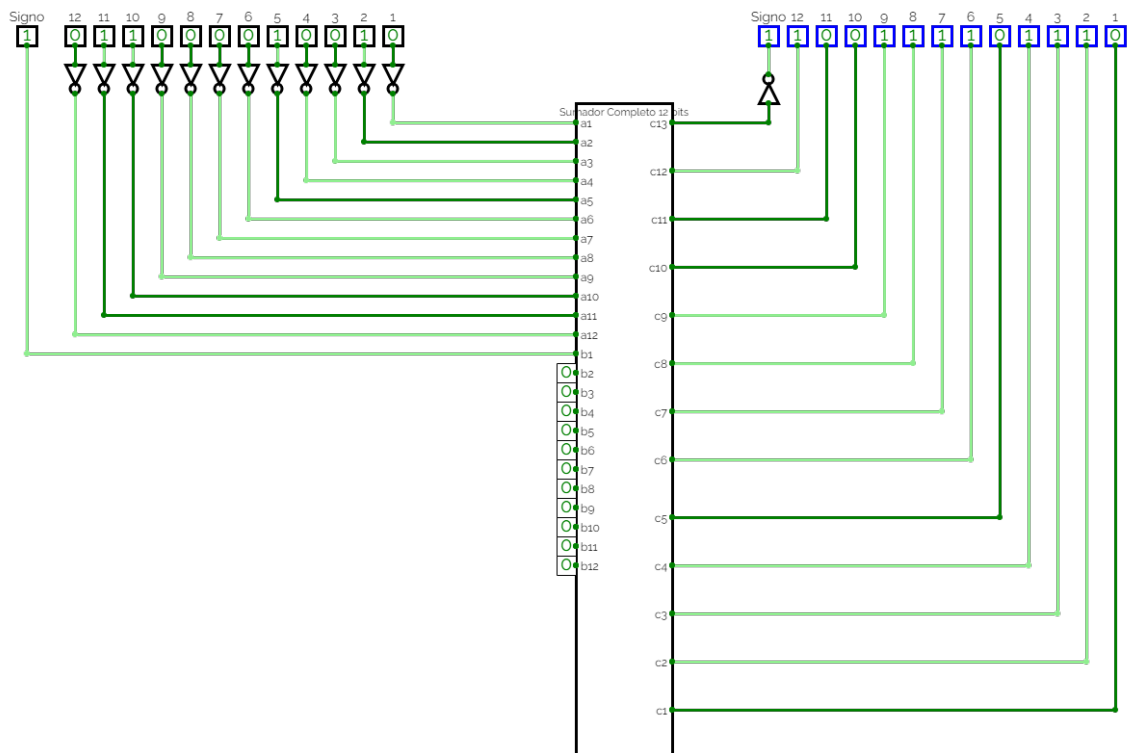 Signo 12 11 10 9 8 7 6 5 4 3 2 1
1 0 1 1 0 0 0 0 1 0 0 1 0
Signo 12 11 10 9 8 7 6 5 4 3 2 1
1 1 0 0 1 1 1 1 0 1 1 1 0
Sumador Completo 12 bits
a1
a2
a3
a4
a5
a6
a7
a8
a9
a10
a11
a12
b1
0 b2
0 b3
0 b4
0 b5
0 b6
0 b7
0 b8
0 b9
0 b10
0 b11
0 b12
c13
c12
c11
c10
c9
c8
c7
c6
c5
c4
c3
c2
c1